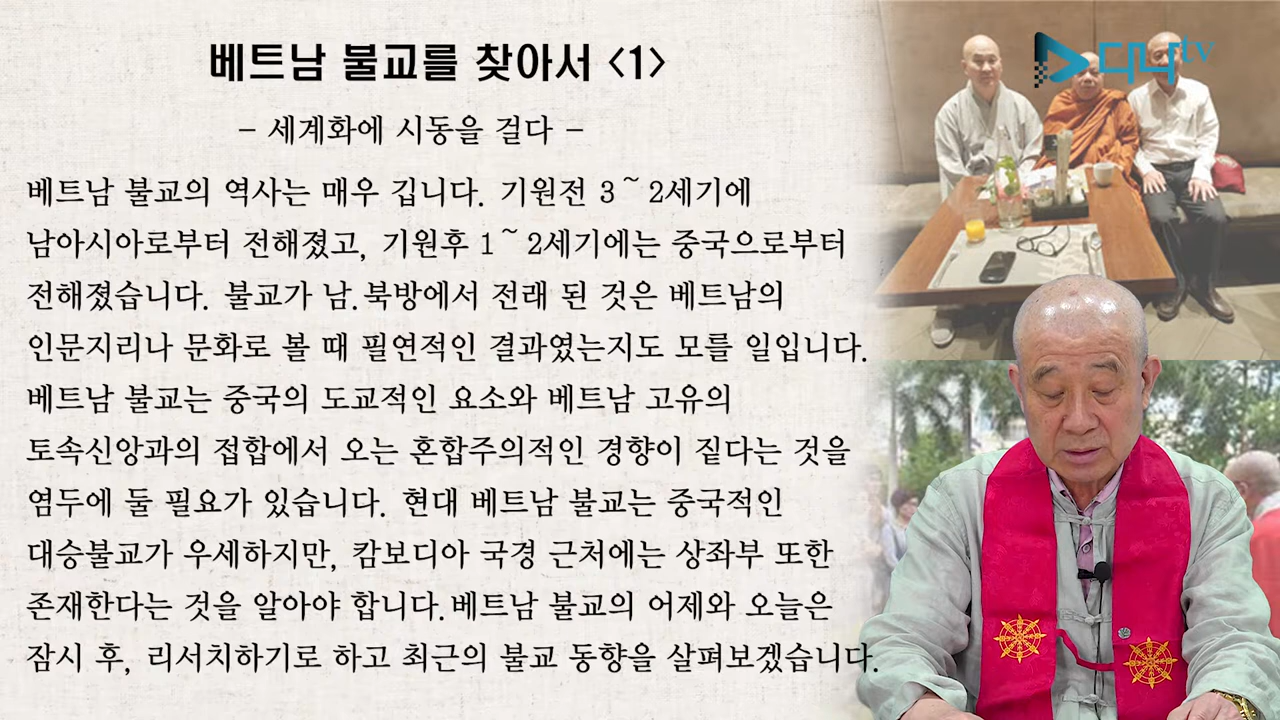 베트남 불교를 찾아서 <1>
- 세계화에 시동을 걸다 -
베트남 불교의 역사는 매우 깁니다. 기원전 3~2세기에
남아시아로부터 전해졌고, 기원후 1~2세기에는 중국으로부터
전해졌습니다. 불교가 남.북방에서 전래 된 것은 베트남의
인문지리나 문화로 볼 때 필연적인 결과였는지도 모를 일입니다.
베트남 불교는 중국의 도교적인 요소와 베트남 고유의
토속신앙과의 접합에서 오는 혼합주의적인 경향이 짙다는 것을
염두에 둘 필요가 있습니다. 현대 베트남 불교는 중국적인
대승불교가 우세하지만, 캄보디아 국경 근처에는 상좌부 또한
존재한다는 것을 알아야 합니다.베트남 불교의 어제와 오늘은
잠시 후, 리서치하기로 하고 최근의 불교 동향을 살펴보겠습니다.
다나tv